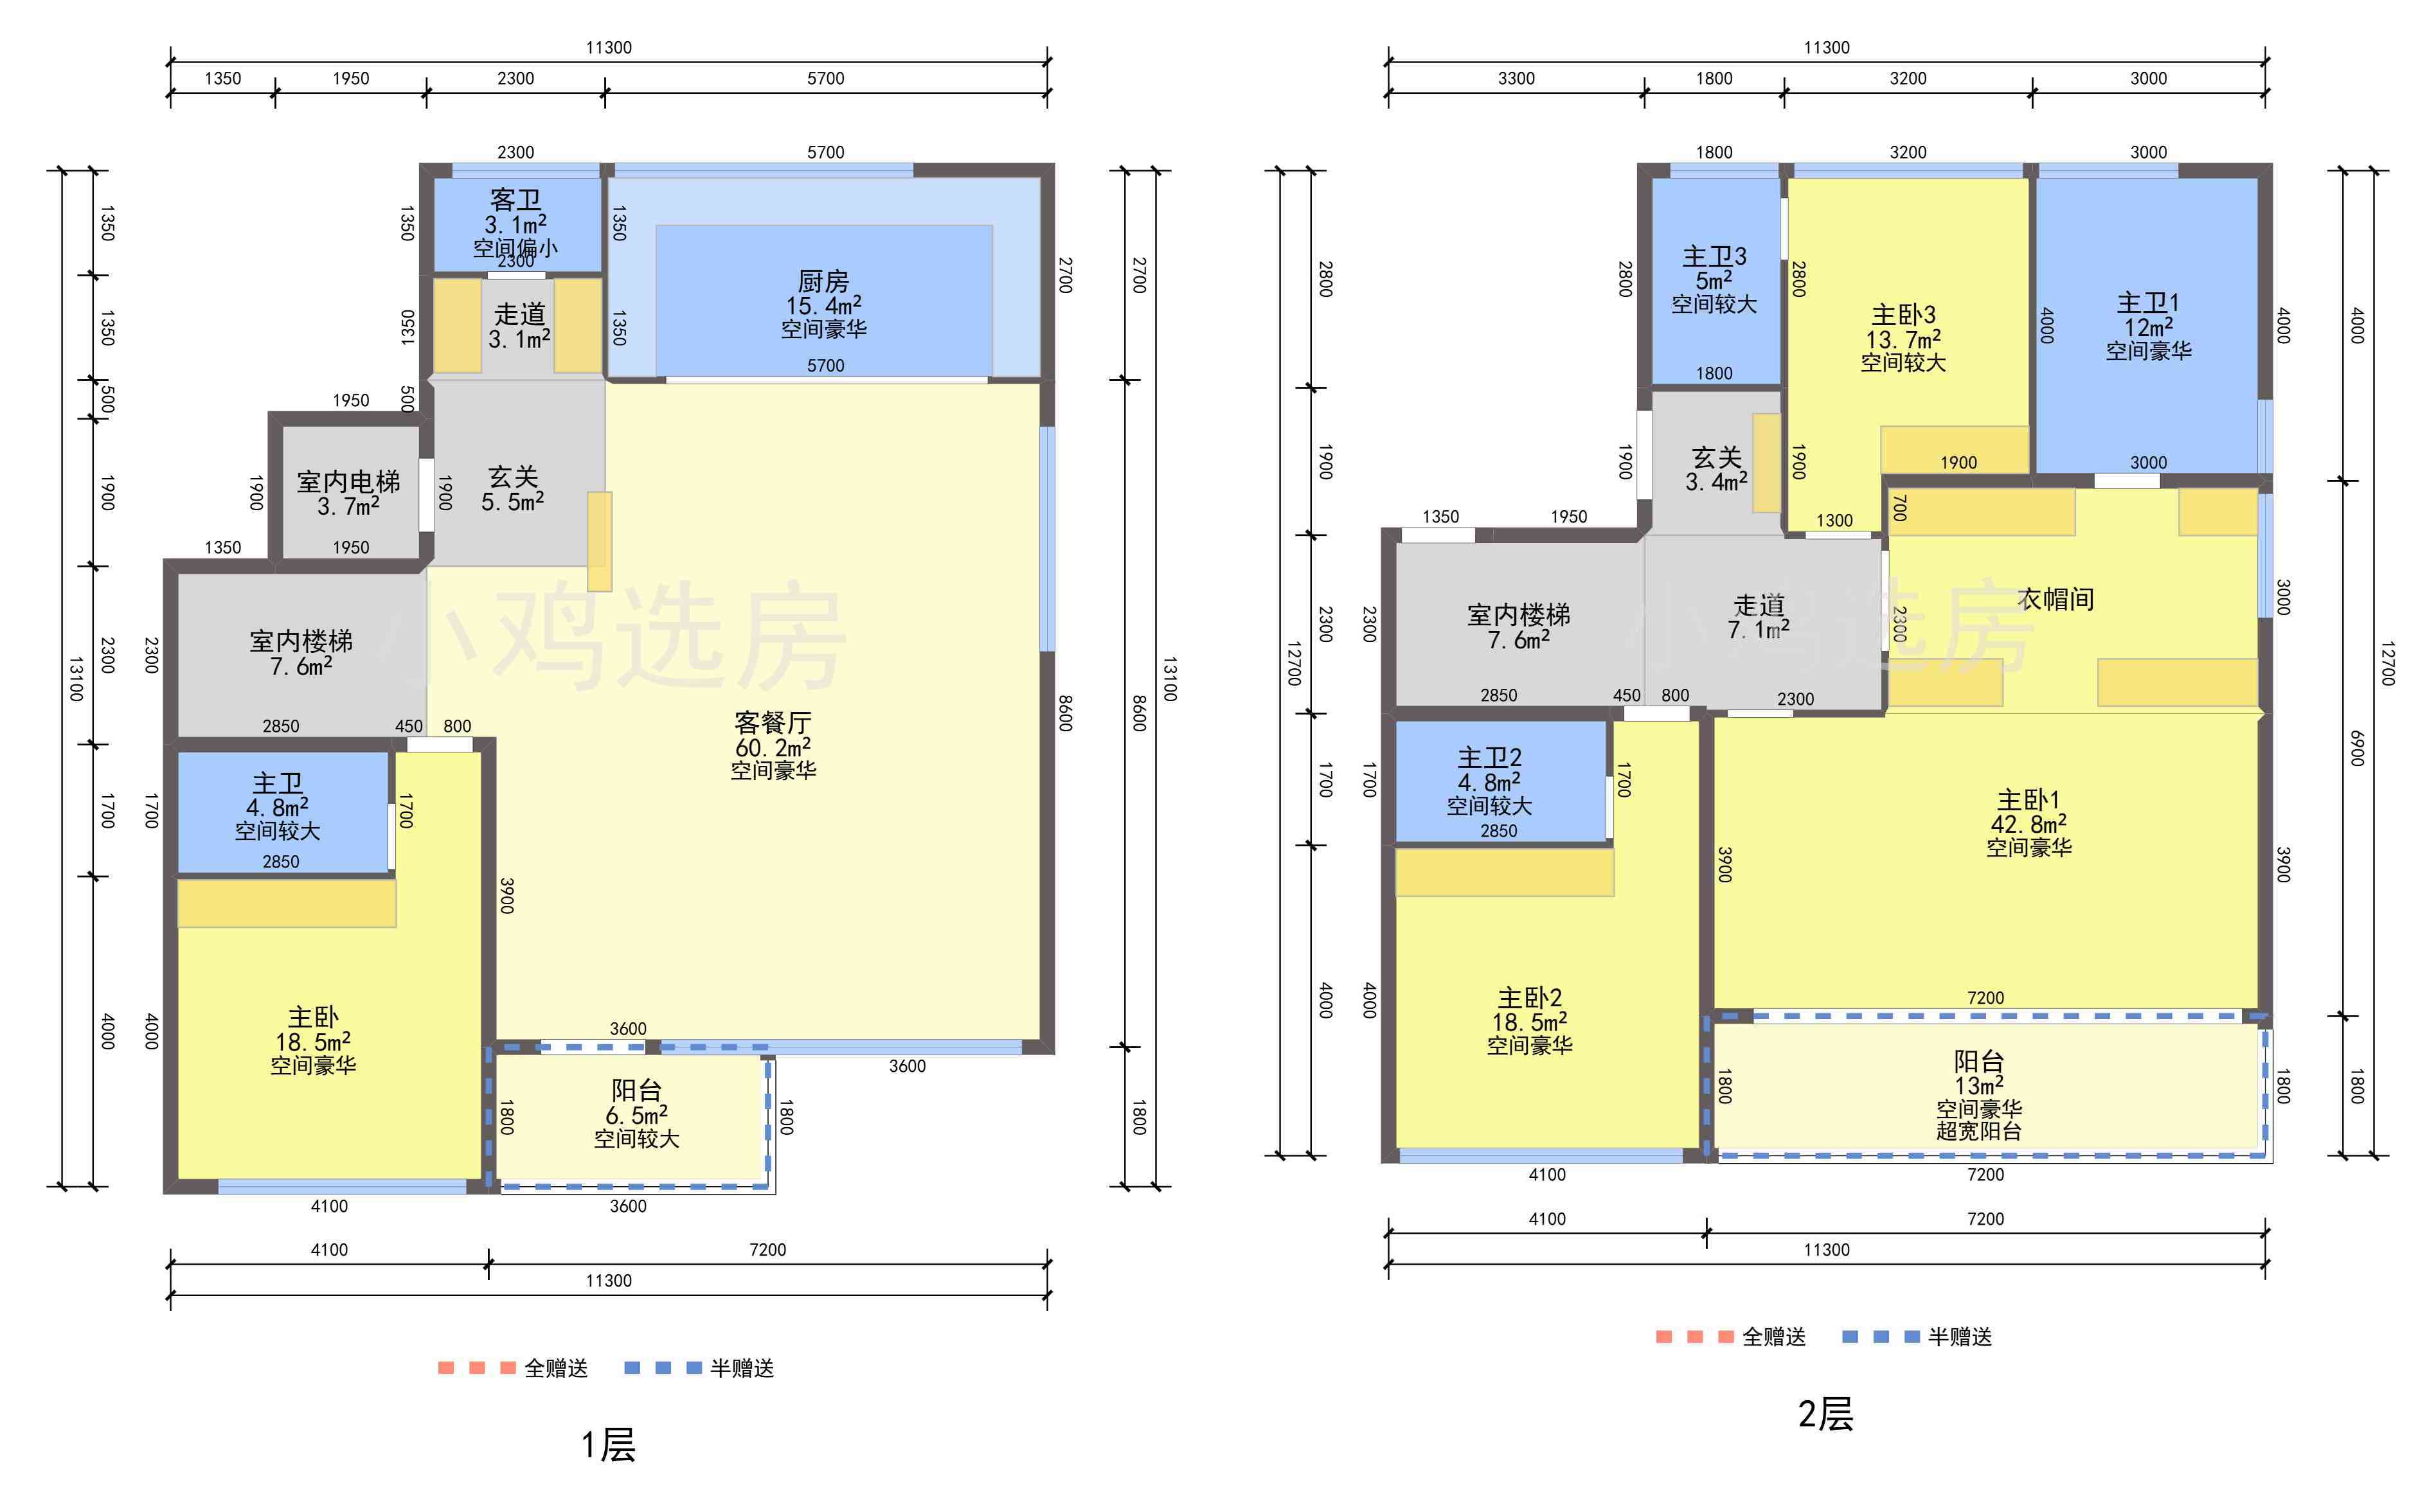 11300
1350 1950 2300 5700
2300 5700
客卫
3.1m²
空间偏小
2300
1350
1350
1350
2700
2700
厨房
15.4m²
空间豪华
5700
走道
3.1m²
1350
1350
1350
500
500
1950
室内电梯
3.7m²
1900
1900
1900
玄关
5.5m²
1350 1950
室内楼梯
7.6m²
2300
2300
13100
2850 450 800
小鸡选房
客餐厅
60.2m²
空间豪华
8600
8600
13100
主卫
4.8m²
空间较大
2850
1700
1700
1700
3900
主卧
18.5m²
空间豪华
4000
4000
3600
3600
阳台
6.5m²
空间较大
1800
1800
1800
4100 3600
4100 7200
11300
全赠送 半赠送
1层
11300
3300 1800 3200 3000
1800 3200 3000
主卫3
5m²
空间较大
1800
2800
2800
2800
主卧3
13.7m²
空间较大
主卫1
12m²
空间豪华
4000
4000
4000
1900 3000
玄关
3.4m²
1900
1900
1900
700
1300
1350 1950
室内楼梯
7.6m²
走道
7.1m²
衣帽间
小鸡选房
2300
2300
2300
3000
12700
12700
2850 450 800 2300
主卫2
4.8m²
空间较大
2850
1700
1700
1700
主卧1
42.8m²
空间豪华
3900
3900
6900
主卧2
18.5m²
空间豪华
4000
4000
7200
阳台
13m²
空间豪华
超宽阳台
1800
1800
1800
4100 7200
4100 7200
11300
全赠送 半赠送
2层